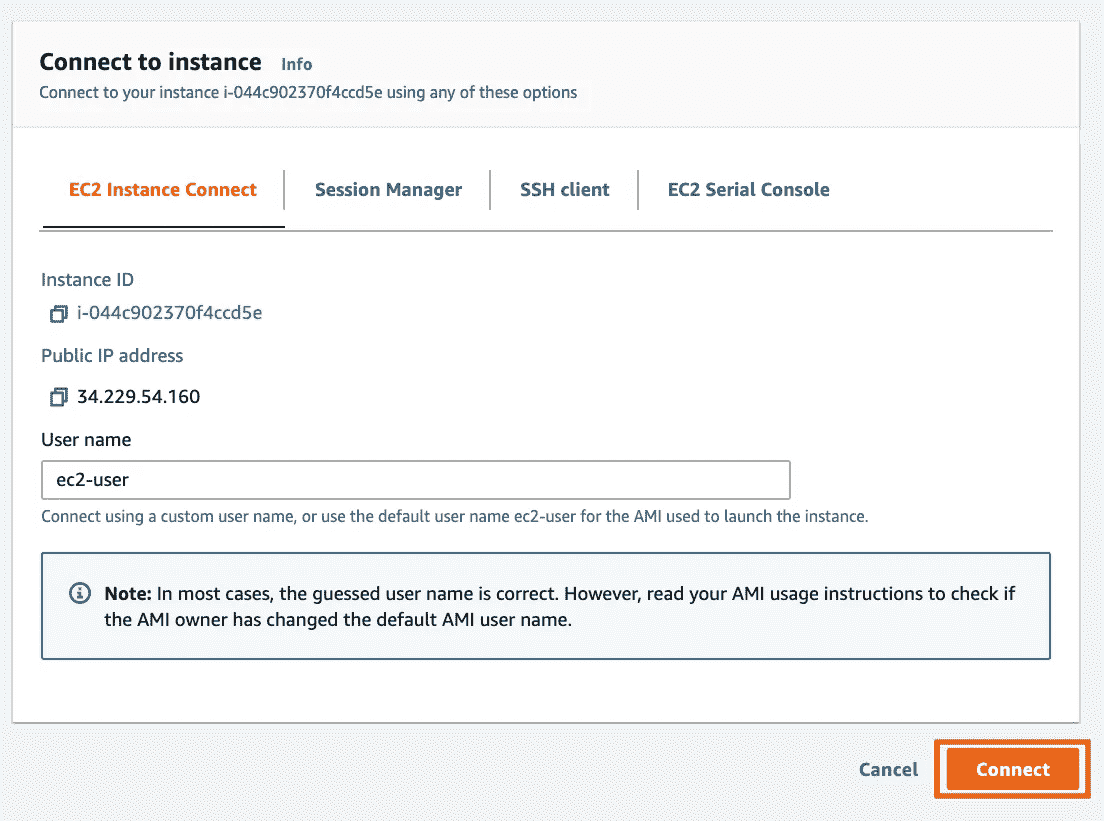 Connect to instance Info
Connect to your instance i-044c902370f4ccd5e using any of these options
EC2 Instance Connect Session Manager SSH client EC2 Serial Console
Instance ID
i-044c902370f4ccd5e
Public IP address
34.229.54.160
User name
ec2-user
Connect using a custom user name, or use the default user name ec2-user for the AMI used to launch the instance.
Note: In most cases, the guessed user name is correct. However, read your AMI usage instructions to check if
the AMI owner has changed the default AMI user name.
Cancel Connect